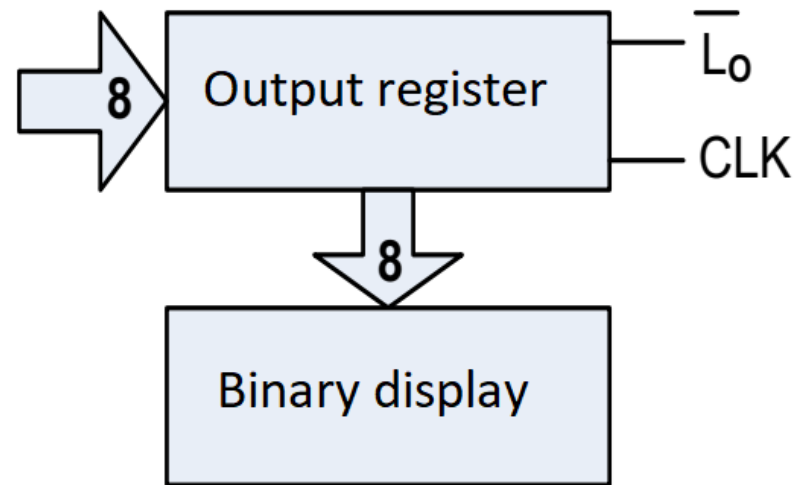 8
Output register
L̅o
CLK
8
Binary display